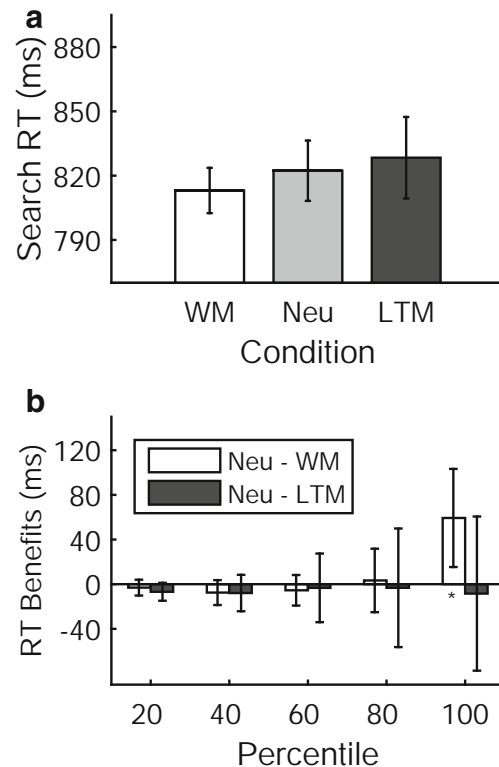 a
Search RT (ms)
880
850
820
790
WM Neu LTM
Condition
b
RT Benefits (ms)
120
80
40
0
-40
Neu - WM
Neu - LTM
*
20 40 60 80 100
Percentile